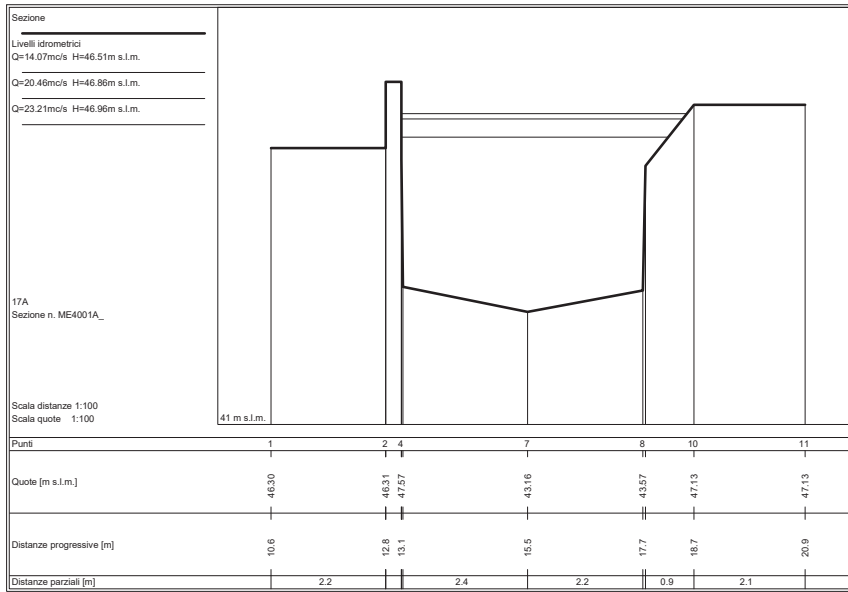 Sezione
Livelli idrometrici
Q=14.07mc/s H=46.51m s.l.m.
Q=20.46mc/s H=46.86m s.l.m.
Q=23.21mc/s H=46.96m s.l.m.
17A
Sezione n. ME4001A_
Scala distanze 1:100
Scala quote 1:100
41 m s.l.m.
Punti 1 2 4 7 8 10 11
Quote [m s.l.m.] 46.30 46.31 47.57 43.16 43.57 47.13 47.13
Distanze progressive [m] 10.6 12.8 13.1 15.5 17.7 18.7 20.9
Distanze parziali [m] 2.2 2.4 2.2 0.9 2.1